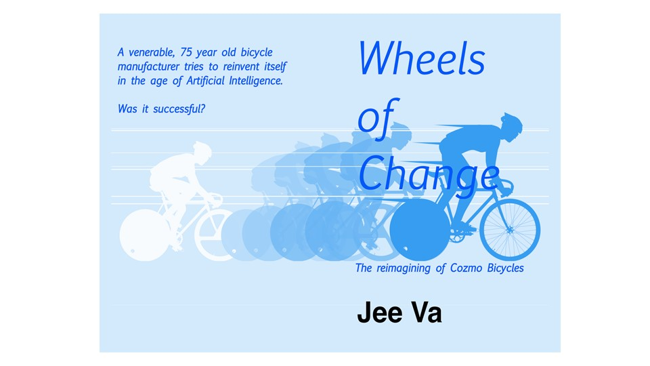 A venerable, 75 year old bicycle
manufacturer tries to reinvent itself
in the age of Artificial Intelligence.
Was it successful?
Wheels
of
Change
The reimagining of Cozmo Bicycles
Jee Va